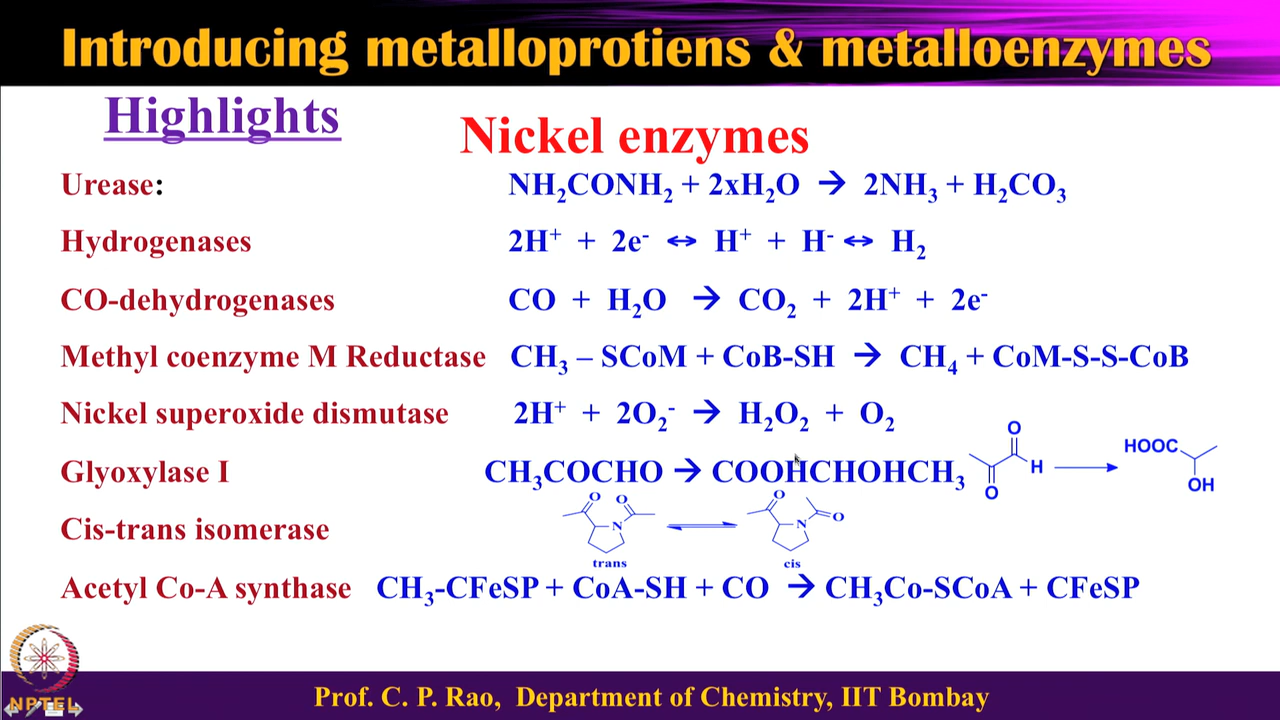 Introducing metalloprotiens & metalloenzymes
Highlights
Nickel enzymes
Urease: NH₂CONH₂ + 2xH₂O → 2NH₃ + H₂CO₃
Hydrogenases 2H⁺ + 2e⁻ ↔ H⁺ + H⁻ ↔ H₂
CO-dehydrogenases CO + H₂O → CO₂ + 2H⁺ + 2e⁻
Methyl coenzyme M Reductase CH₃ – SCoM + CoB-SH → CH₄ + CoM-S-S-CoB
Nickel superoxide dismutase 2H⁺ + 2O₂⁻ → H₂O₂ + O₂
Glyoxylase I CH₃COCHO → COOHCHOHCH₃ O H O HOOC OH
Cis-trans isomerase O O N trans O N O cis
Acetyl Co-A synthase CH₃-CFeSP + CoA-SH + CO → CH₃Co-SCoA + CFeSP
NPTEL
Prof. C. P. Rao, Department of Chemistry, IIT Bombay